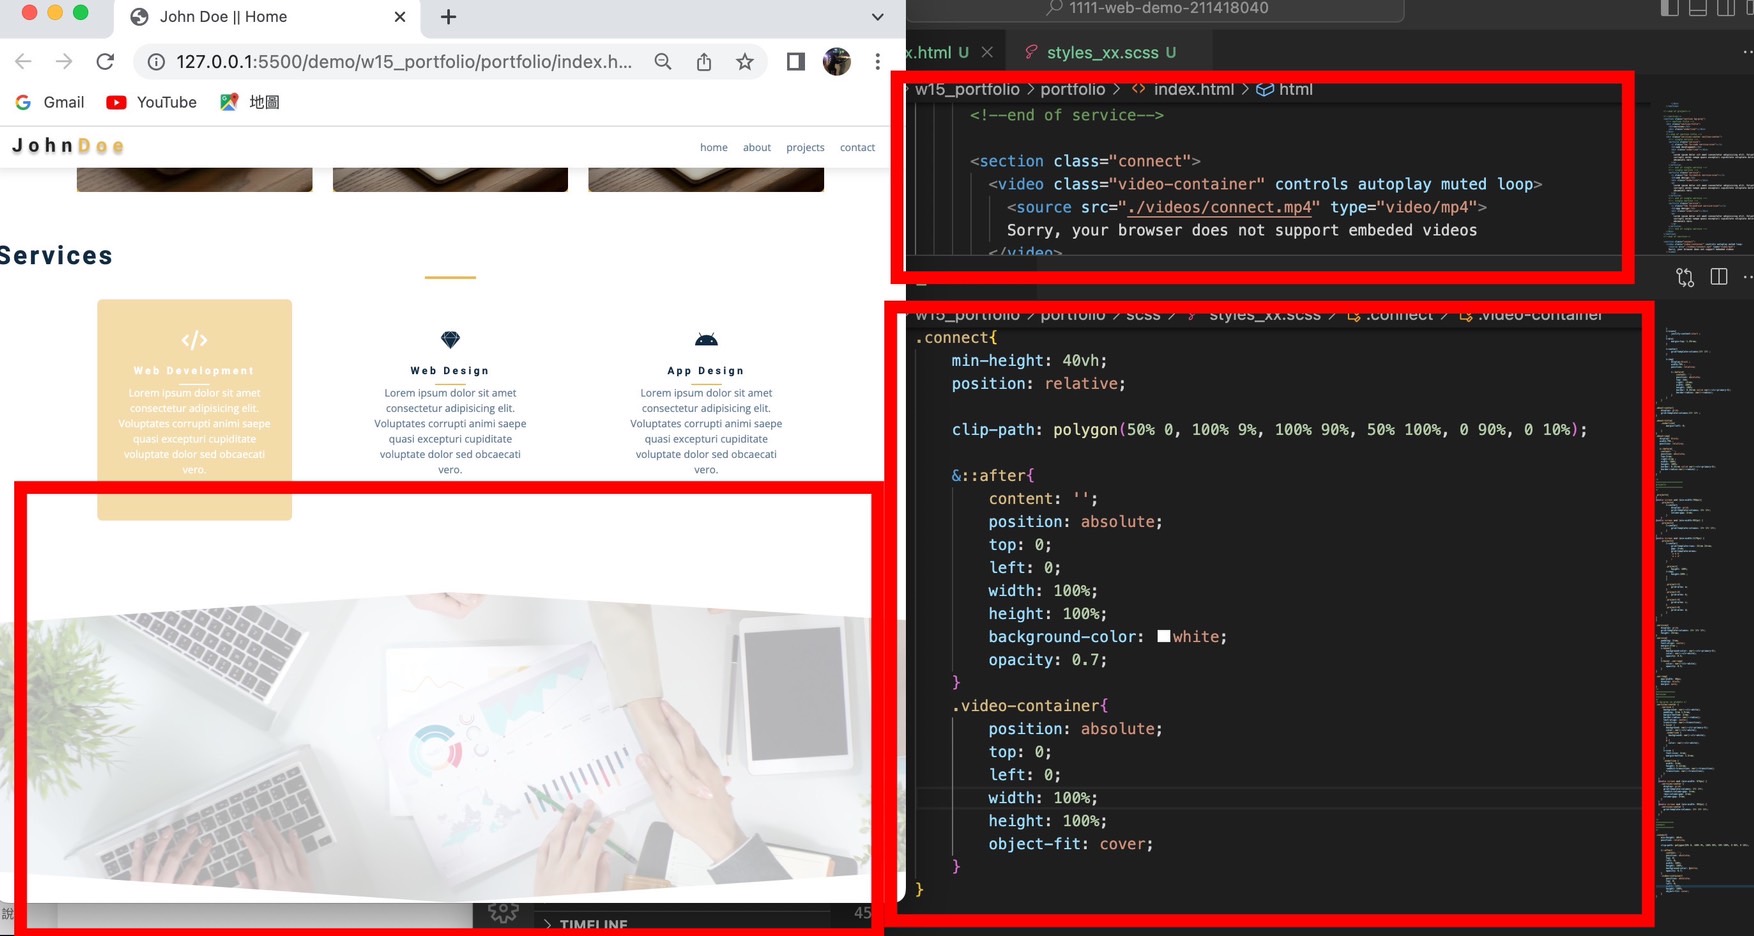 John Doe || Home
127.0.0.1:5500/demo/w15_portfolio/portfolio/index.h...
Gmail YouTube 地圖
JohnDoe
home about projects contact
Services
Web Development
Lorem ipsum dolor sit amet
consectetur adipisicing elit.
Voluptates corrupti animi saepe
quasi excepturi cupiditate
voluptate dolor sed obcaecati
vero.
Web Design
Lorem ipsum dolor sit amet
consectetur adipisicing elit.
Voluptates corrupti animi saepe
quasi excepturi cupiditate
voluptate dolor sed obcaecati
vero.
App Design
Lorem ipsum dolor sit amet
consectetur adipisicing elit.
Voluptates corrupti animi saepe
quasi excepturi cupiditate
voluptate dolor sed obcaecati
vero.
說
TIMELINE
45
1111-web-demo-211418040
x.html U styles_xx.scss U
w15_portfolio > portfolio > <> index.html > html
<!--end of service-->
<section class="connect">
<video class="video-container" controls autoplay muted loop>
<source src="./videos/connect.mp4" type="video/mp4">
Sorry, your browser does not support embeded videos
</video>
w15_portfolio > portfolio > scss > styles_xx.scss > .connect > .video-container
.connect{
min-height: 40vh;
position: relative;
clip-path: polygon(50% 0, 100% 9%, 100% 90%, 50% 100%, 0 90%, 0 10%);
&::after{
content: '';
position: absolute;
top: 0;
left: 0;
width: 100%;
height: 100%;
background-color: white;
opacity: 0.7;
}
.video-container{
position: absolute;
top: 0;
left: 0;
width: 100%;
height: 100%;
object-fit: cover;
}
}